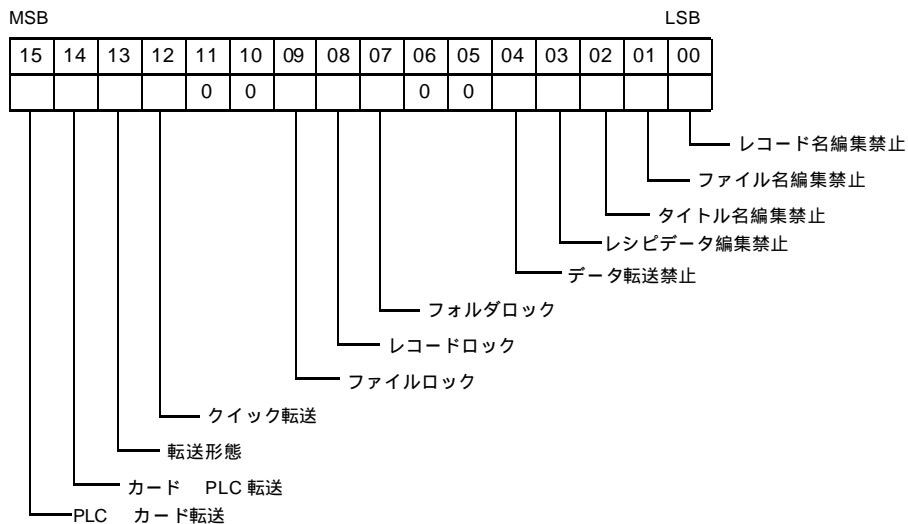 MSB LSB
15 14 13 12 11 10 09 08 07 06 05 04 03 02 01 00
0 0 0 0
レコード名編集禁止
ファイル名編集禁止
タイトル名編集禁止
レシピデータ編集禁止
データ転送禁止
フォルダロック
レコードロック
ファイルロック
クイック転送
転送形態
カード PLC 転送
PLC カード転送